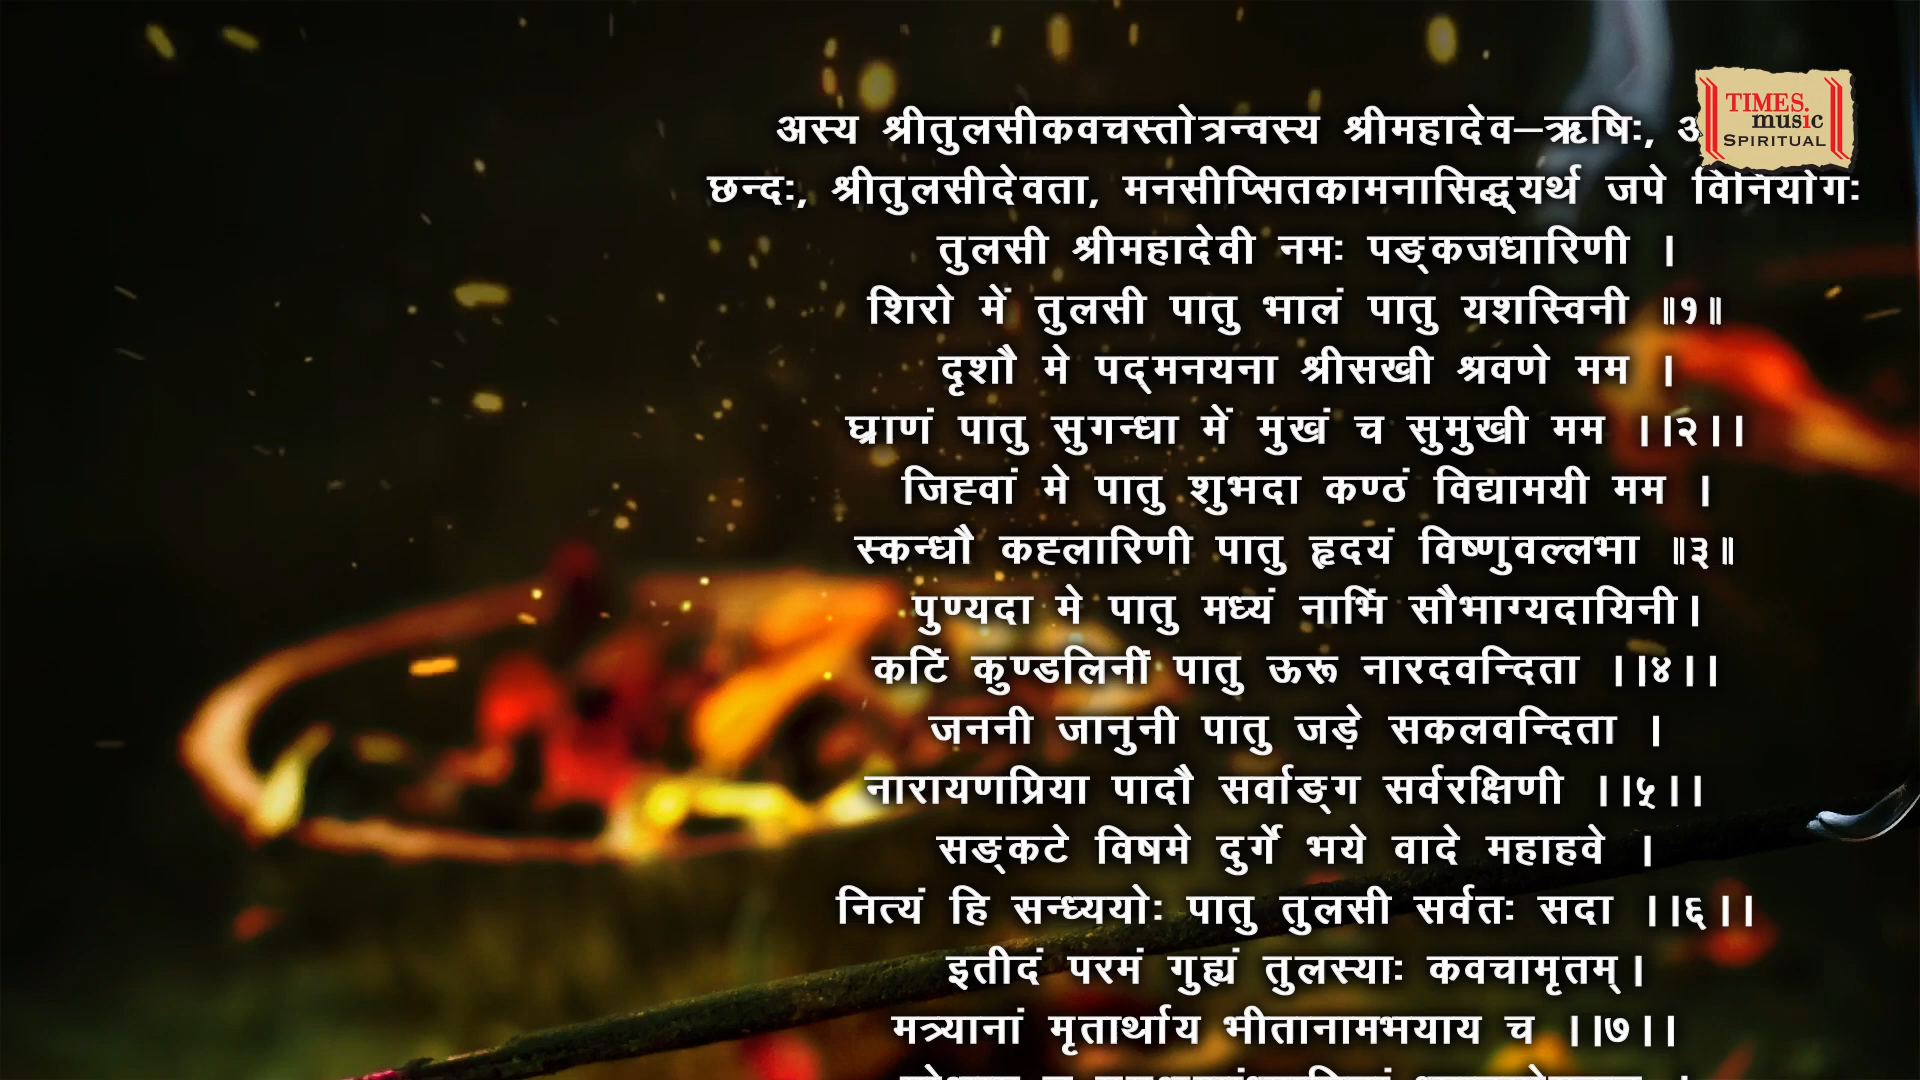 अस्य श्रीतुलसीकवचस्तोत्रन्वस्य श्रीमहादेव–ऋषिः,
TIMES.
music
SPIRITUAL
छन्दः, श्रीतुलसीदेवता, मनसीप्सितकामनासिद्ध्यर्थ जपे विनियोगः
तुलसी श्रीमहादेवी नमः पङ्कजधारिणी ।
शिरो में तुलसी पातु भालं पातु यशस्विनी ॥१॥
दृशौ मे पद्मनयना श्रीसखी श्रवणे मम ।
घ्राणं पातु सुगन्धा में मुखं च सुमुखी मम ।।२।।
जिह्वां मे पातु शुभदा कण्ठं विद्यामयी मम ।
स्कन्धौ कह्लारिणी पातु हृदयं विष्णुवल्लभा ॥३॥
पुण्यदा मे पातु मध्यं नाभिं सौभाग्यदायिनी।
कटिं कुण्डलिनीं पातु ऊरू नारदवन्दिता ।।४।।
जननी जानुनी पातु जड़े सकलवन्दिता ।
नारायणप्रिया पादौ सर्वाङ्ग सर्वरक्षिणी ।।५।।
सङ्कटे विषमे दुर्गे भये वादे महाहवे ।
नित्यं हि सन्ध्ययोः पातु तुलसी सर्वतः सदा ।।६।।
इतीदं परमं गुह्यं तुलस्याः कवचामृतम्।
मत्र्यानां मृतार्थाय भीतानामभयाय च ।।७।।